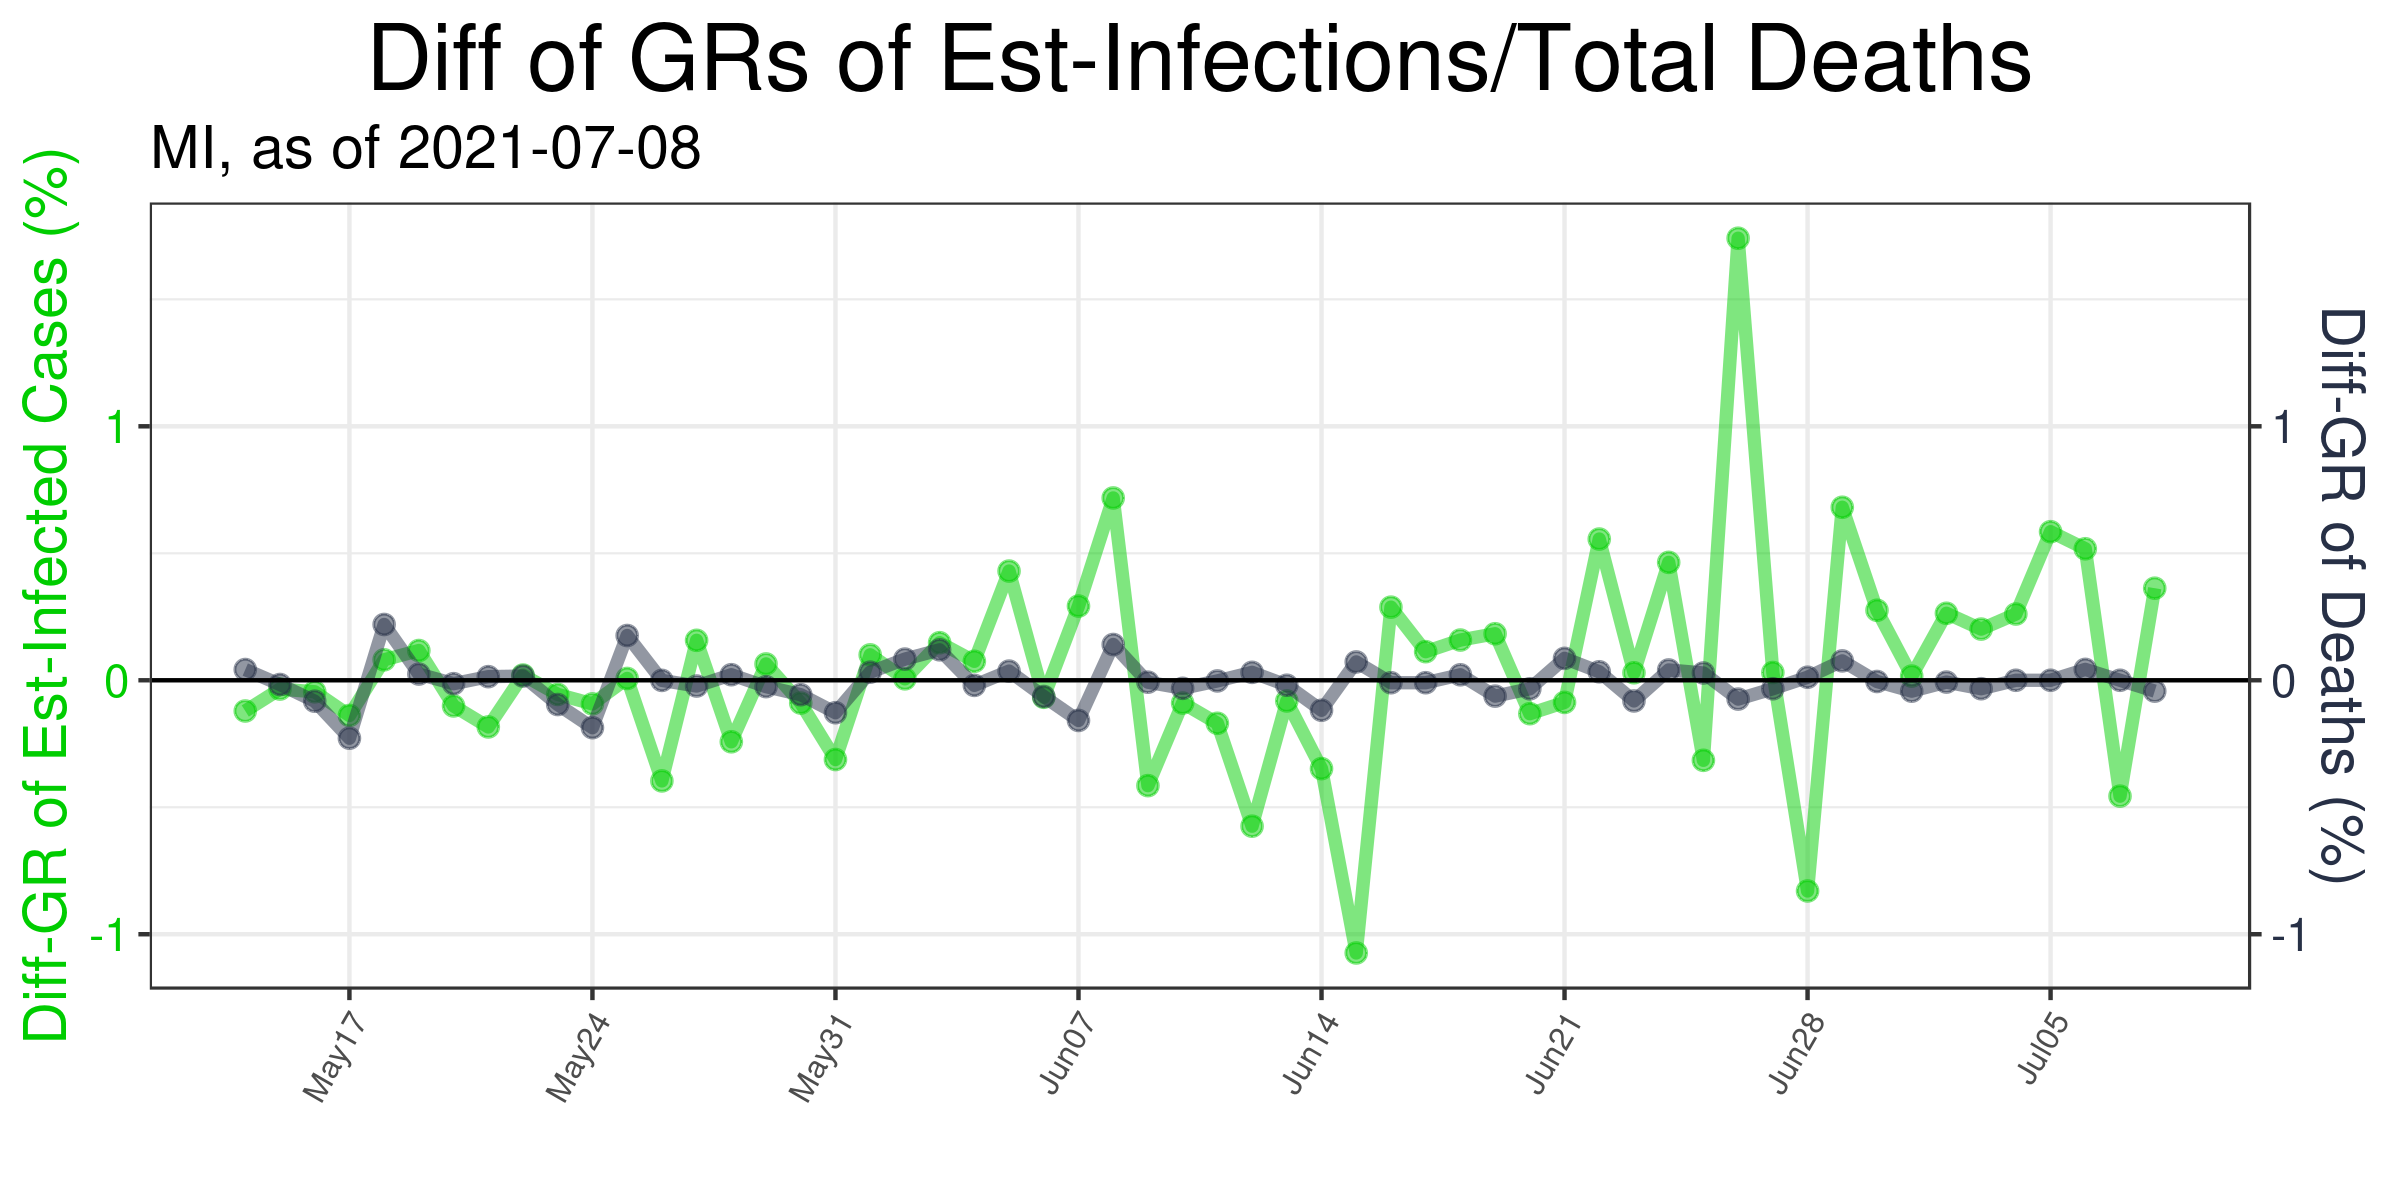 Diff of GRs of Est-Infections/Total Deaths
MI, as of 2021-07-08
Diff-GR of Est-Infected Cases (%)
1
0
-1
1
0
-1
Diff-GR of Deaths (%)
May17
May24
May31
Jun07
Jun14
Jun21
Jun28
Jul05